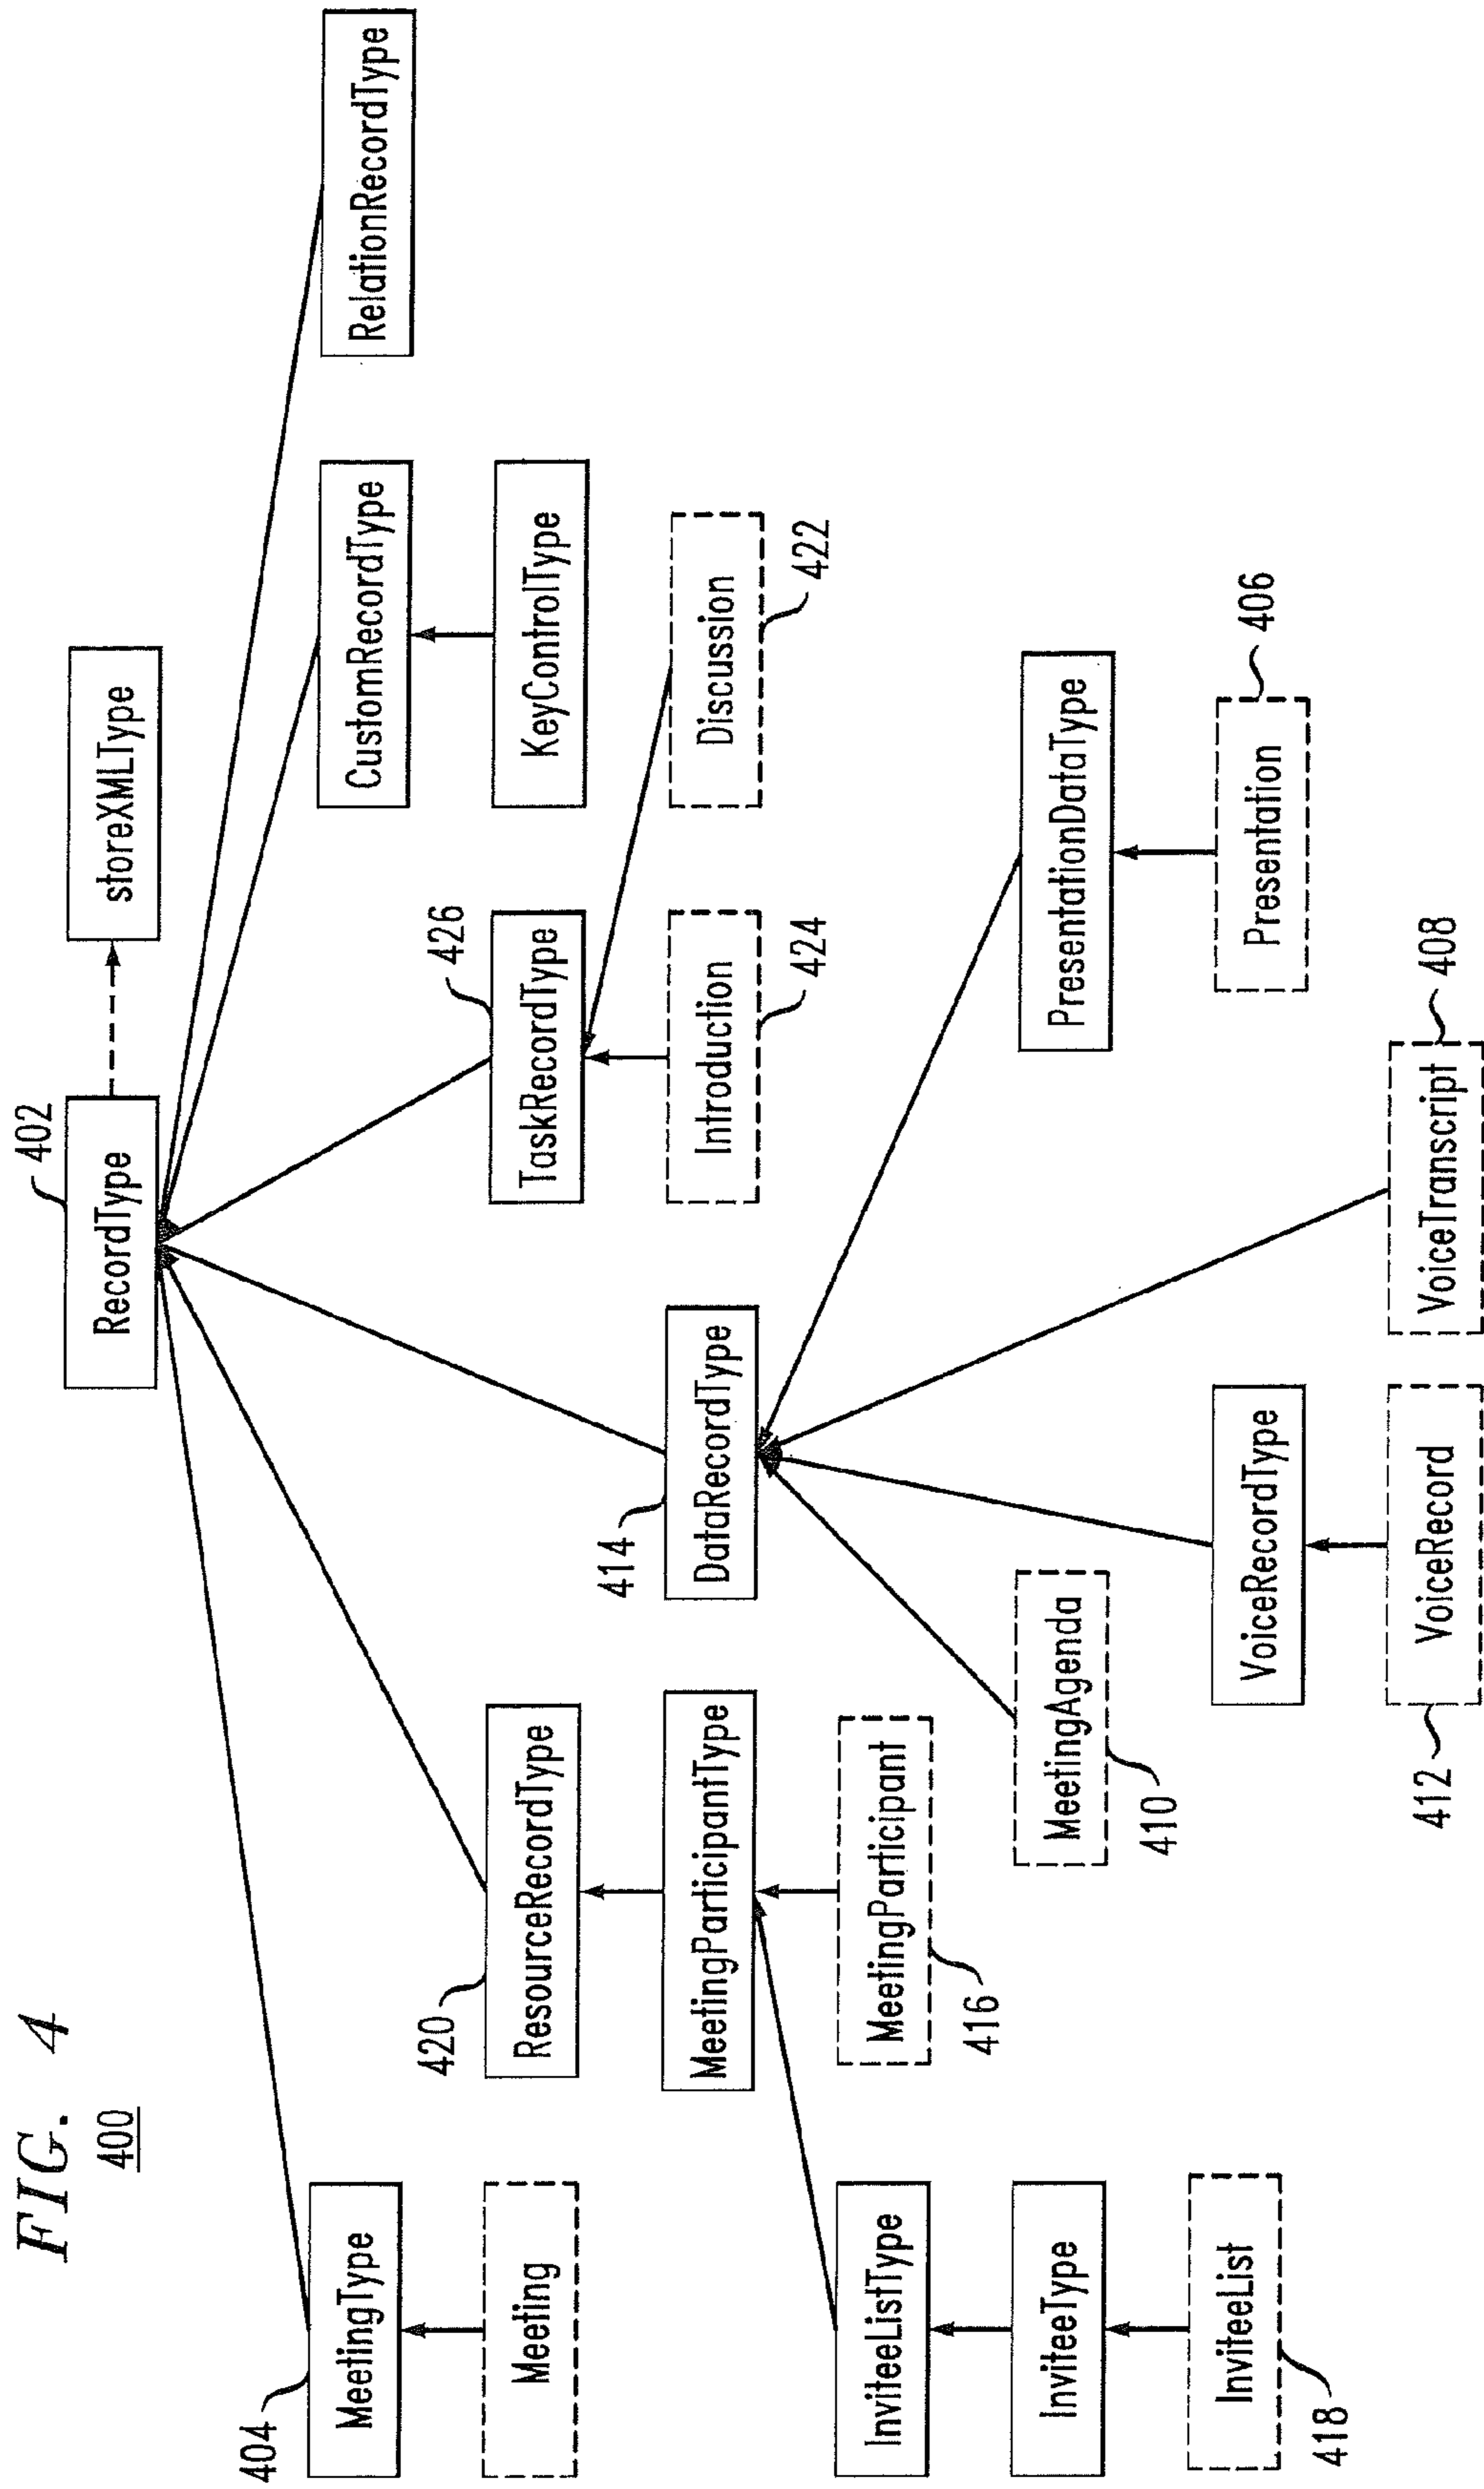 FIG. 4
400
402
RecordType
storeXMLType
404
MeetingType
CustomRecordType
RelationRecordType
Meeting
420
ResourceRecordType
426
TaskRecordType
KeyControlType
MeetingParticipantType
414
DataRecordType
Introduction
424
Discussion
422
InviteeListType
MeetingParticipant
416
InviteeType
MeetingAgenda
410
PresentationDataType
InviteeList
418
VoiceRecordType
Presentation
406
412
VoiceRecord
VoiceTranscript
408